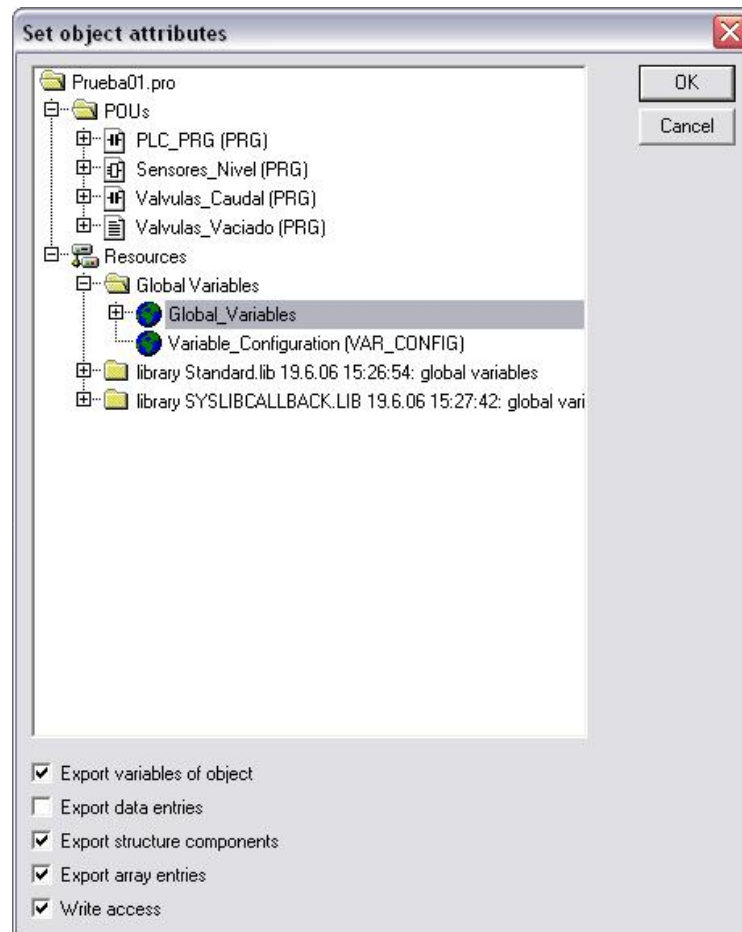 Set object attributes
Prueba01.pro
OK
POUs
Cancel
PLC_PRG (PRG)
Sensores_Nivel (PRG)
Valvulas_Caudal (PRG)
Valvulas_Vaciado (PRG)
Resources
Global Variables
Global_Variables
Variable_Configuration (VAR_CONFIG)
library Standard.lib 19.6.06 15:26:54: global variables
library SYSLIBCALLBACK.LIB 19.6.06 15:27:42: global vari
Export variables of object
Export data entries
Export structure components
Export array entries
Write access